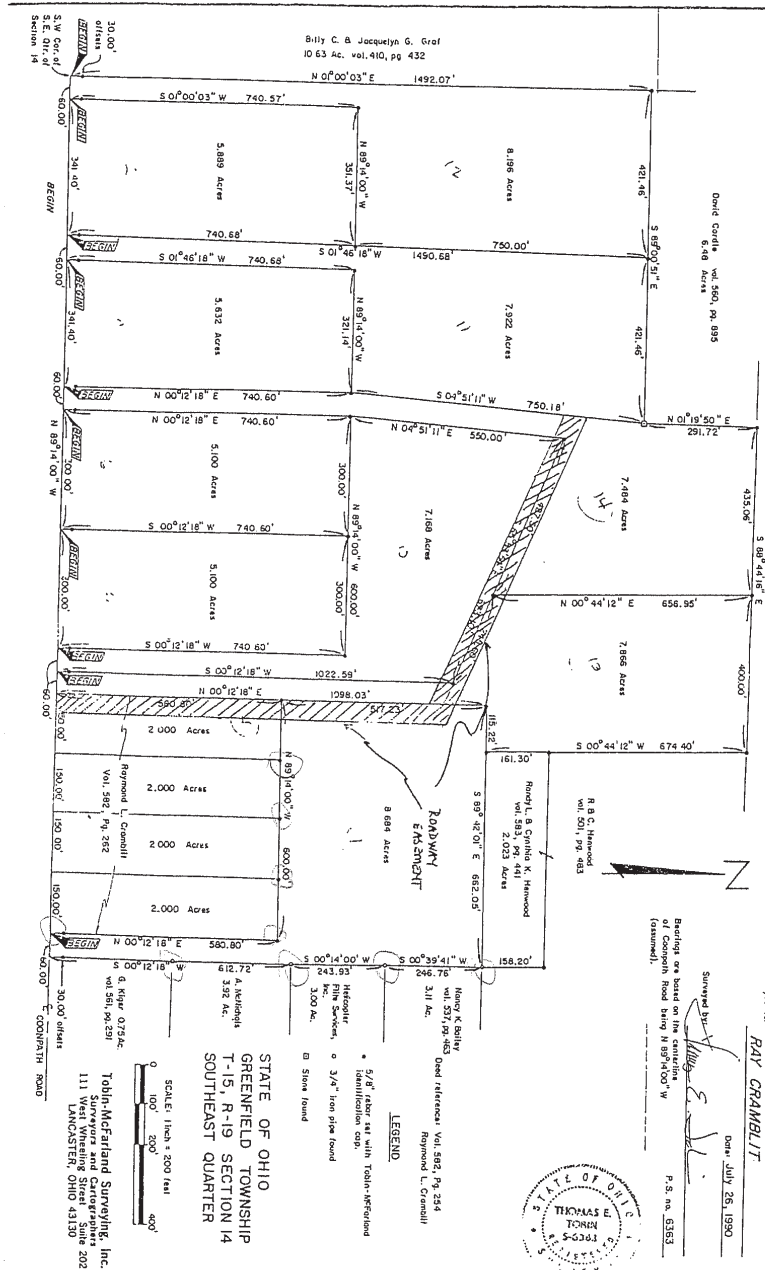 RAY CRAMBLIT
Date: July 26, 1990
Surveyed by:
P.S. no. 6363
Bearings are based on the centerline
of Coonpath Road being N 89°14'00" W
(assumed).
STATE OF OHIO
THOMAS E.
TOBIN
S-6363
REGISTERED
N
Billy C. & Jacquelyn G. Graf
10.63 Ac. vol. 410, pg 432
David Cardle vol. 560, pg. 895
6.48 Acres
S.W. Cor. of
S.E. Qtr. of
Section 14
30.00'
offsets
BEGIN
N 01°00'03" E 1492.07'
S 01°00'03" W 740.57'
60.00'
BEGIN
341.40'
BEGIN
5.889 Acres
N 89°14'00" W
351.37'
8.196 Acres
12
421.46'
S 89°00'51" E
740.68'
BEGIN
S 01°46'18" W 1490.68'
750.00'
60.00'
S 01°46'18" W 740.68'
BEGIN
341.40'
5.632 Acres
N 89°14'00" W
321.14'
7.922 Acres
11
421.46'
N 00°12'18" E 740.60'
BEGIN
S 04°51'11" W 750.18'
N 01°19'50" E
291.72'
60.00'
N 00°12'18" E 740.60'
BEGIN
N 04°51'11" E 550.00'
N 89°14'00" W
300.00'
5.100 Acres
300.00'
7.168 Acres
7.484 Acres
14
435.06'
S 88°44'16" E
S 00°12'18" W 740.60'
BEGIN
N 89°14'00" W 600.00'
300.00'
5.100 Acres
300.00'
N 00°44'12" E 656.95'
7.866 Acres
13
400.00'
S 00°12'18" W 740.60'
BEGIN
S 00°12'18" W 1022.59'
BEGIN
60.00'
N 00°12'18" E 1098.03'
580.80'
517.23'
115.22'
S 00°44'12" W 674.40'
161.30'
2.000 Acres
150.00'
2.000 Acres
150.00'
2.000 Acres
150.00'
2.000 Acres
Raymond L. Cramblit
Vol. 582, Pg. 262
N 89°14'00" W 600.00'
8.684 Acres
ROADWAY
EASEMENT
S 89°42'01" E 662.05'
Randy L. & Cynthia K. Henwood
vol. 583, pg. 441
2.023 Acres
R & C. Henwood
vol. 501, pg. 483
BEGIN
N 00°12'18" E 580.80'
S 00°12'18" W 612.72'
S 00°14'00" W
243.93'
S 00°39'41" W
246.76'
158.20'
60.00'
30.00' offsets
℄ COONPATH ROAD
G. Kiger 0.75 Ac.
vol. 561, pg. 291
A. McNichols
3.92 Ac.
Helicopter
Flite Services,
Inc.
3.00 Ac.
Nancy K. Bailey
vol. 537, pg. 463
3.11 Ac.
Deed reference: Vol. 582, Pg. 254
Raymond L. Cramblit
LEGEND
5/8" rebar set with Tobin-McFarland
identification cap.
3/4" iron pipe found
Stone found
STATE OF OHIO
GREENFIELD TOWNSHIP
T-15, R-19 SECTION 14
SOUTHEAST QUARTER
SCALE: 1 inch = 200 feet
0 100' 200' 400'
Tobin-McFarland Surveying, Inc.
Surveyors and Cartographers
111 West Wheeling Street Suite 202
LANCASTER, OHIO 43130